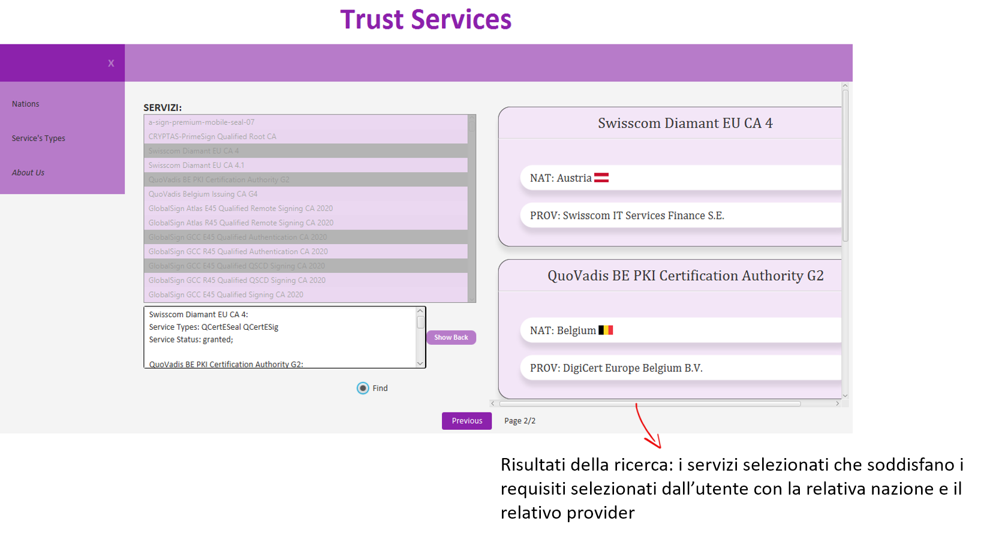 Trust Services
X
Nations
Service's Types
About Us
SERVIZI:
a-sign-premium-mobile-seal-07
CRYPTAS-PrimeSign Qualified Root CA
Swisscom Diamant EU CA 4
Swisscom Diamant EU CA 4.1
QuoVadis BE PKI Certification Authority G2
QuoVadis Belgium Issuing CA G4
GlobalSign Atlas E45 Qualified Remote Signing CA 2020
GlobalSign Atlas R45 Qualified Remote Signing CA 2020
GlobalSign GCC E45 Qualified Authentication CA 2020
GlobalSign GCC R45 Qualified Authentication CA 2020
GlobalSign GCC E45 Qualified QSCD Signing CA 2020
GlobalSign GCC R45 Qualified QSCD Signing CA 2020
GlobalSign GCC E45 Qualified Signing CA 2020
Swisscom Diamant EU CA 4:
Service Types: QCertESeal QCertESig
Service Status: granted;
QuoVadis BE PKI Certification Authority G2:
Show Back
Find
Swisscom Diamant EU CA 4
NAT: Austria
PROV: Swisscom IT Services Finance S.E.
QuoVadis BE PKI Certification Authority G2
NAT: Belgium
PROV: DigiCert Europe Belgium B.V.
Previous
Page 2/2
Risultati della ricerca: i servizi selezionati che soddisfano i
requisiti selezionati dall’utente con la relativa nazione e il
relativo provider